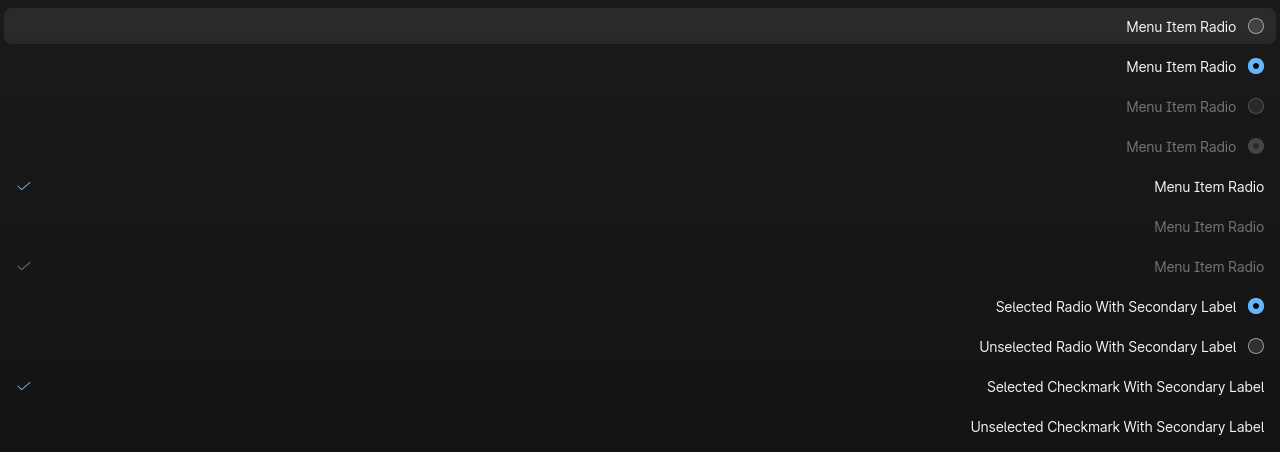 Menu Item Radio
Menu Item Radio
Menu Item Radio
Menu Item Radio
Menu Item Radio
Menu Item Radio
Menu Item Radio
Selected Radio With Secondary Label
Unselected Radio With Secondary Label
Selected Checkmark With Secondary Label
Unselected Checkmark With Secondary Label